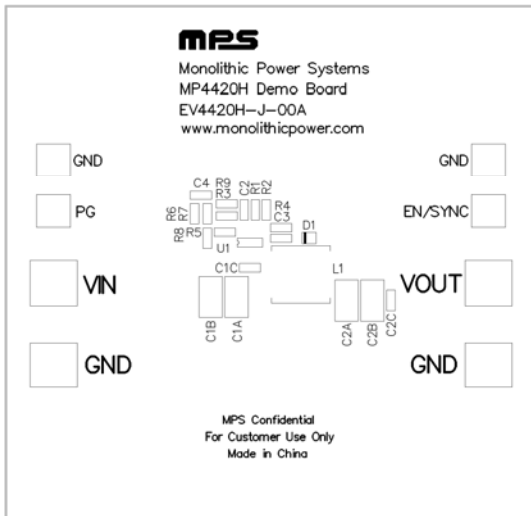 MPS
Monolithic Power Systems
MP4420H Demo Board
EV4420H-J-00A
www.monolithicpower.com
GND
GND
PG
EN/SYNC
C4
R9
R3
C2
R1
R2
R6
R7
R4
C3
D1
R8
R5
U1
C1C
L1
VIN
VOUT
C1B
C1A
C2A
C2B
C2C
GND
GND
MPS Confidential
For Customer Use Only
Made in China